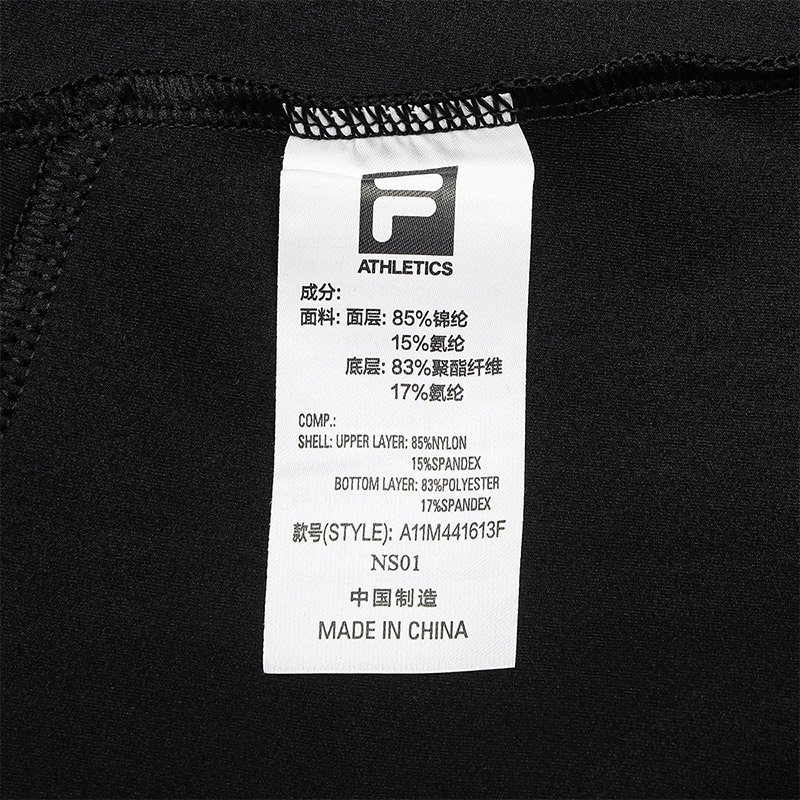 F
ATHLETICS
成分:
面料: 面层: 85%锦纶
15%氨纶
底层: 83%聚酯纤维
17%氨纶
COMP.:
SHELL: UPPER LAYER: 85%NYLON
15%SPANDEX
BOTTOM LAYER: 83%POLYESTER
17%SPANDEX
款号(STYLE): A11M441613F
NS01
中国制造
MADE IN CHINA